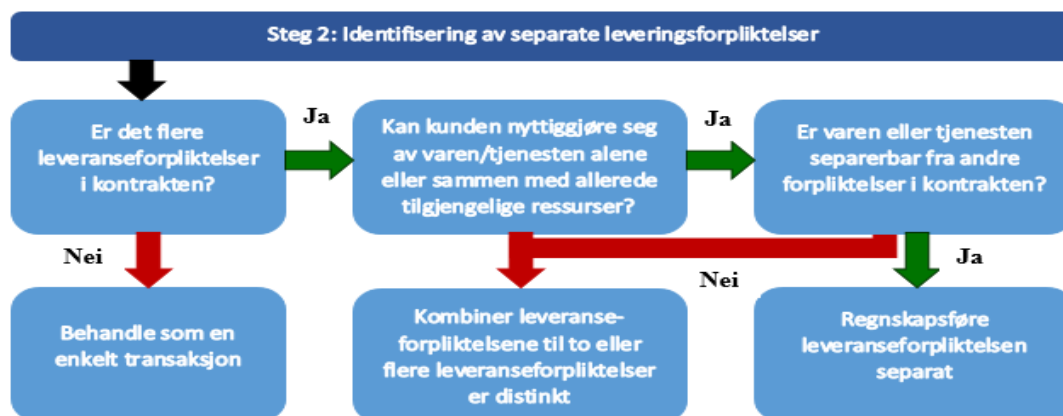 Steg 2: Identifisering av separate leveringsforpliktelser
Er det flere
leveranseforpliktelser
i kontrakten?
Ja
Kan kunden nyttiggjøre seg
av varen/tjenesten alene
eller sammen med allerede
tilgjengelige ressurser?
Ja
Er varen eller tjenesten
separerbar fra andre
forpliktelser i kontrakten?
Nei
Nei
Ja
Behandle som en
enkelt transaksjon
Kombiner leveranse-
forpliktelsene til to eller
flere leveranseforpliktelser
er distinkt
Regnskapsføre
leveranseforpliktelsen
separat